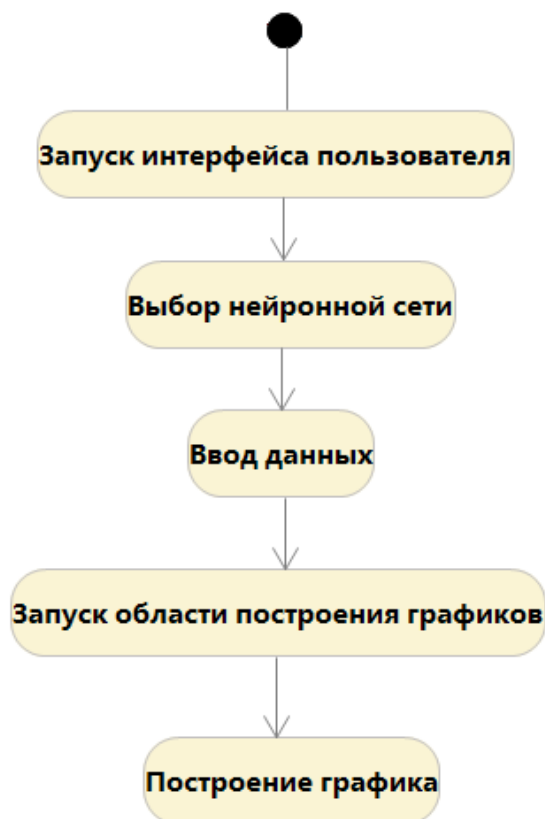 Запуск интерфейса пользователя
Выбор нейронной сети
Ввод данных
Запуск области построения графиков
Построение графика